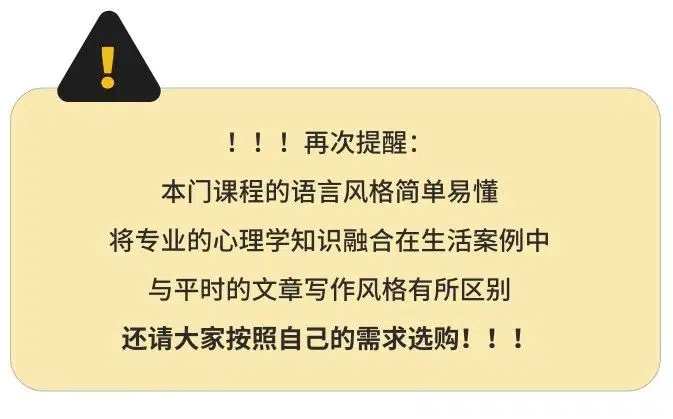 ！！！再次提醒：
本门课程的语言风格简单易懂
将专业的心理学知识融合在生活案例中
与平时的文章写作风格有所区别
还请大家按照自己的需求选购！！！